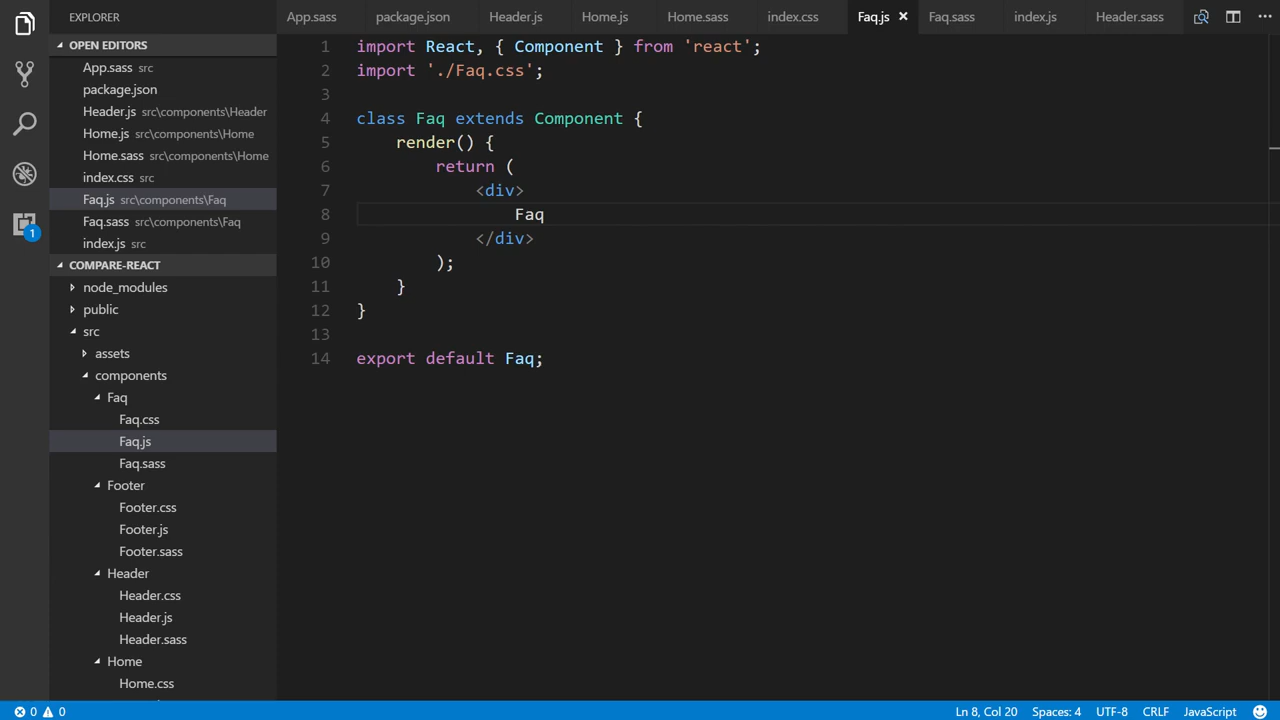 EXPLORER
App.sass
package.json
Header.js
Home.js
Home.sass
index.css
Faq.js
Faq.sass
index.js
Header.sass
OPEN EDITORS
App.sass src
package.json
Header.js src\components\Header
Home.js src\components\Home
Home.sass src\components\Home
index.css src
Faq.js src\components\Faq
Faq.sass src\components\Faq
index.js src
COMPARE-REACT
node_modules
public
src
assets
components
Faq
Faq.css
Faq.js
Faq.sass
Footer
Footer.css
Footer.js
Footer.sass
Header
Header.css
Header.js
Header.sass
Home
Home.css
1 import React, { Component } from 'react';
2 import './Faq.css';
3
4 class Faq extends Component {
5 render() {
6 return (
7 <div>
8 Faq
9 </div>
10 );
11 }
12 }
13
14 export default Faq;
1
0 0
Ln 8, Col 20
Spaces: 4
UTF-8
CRLF
JavaScript